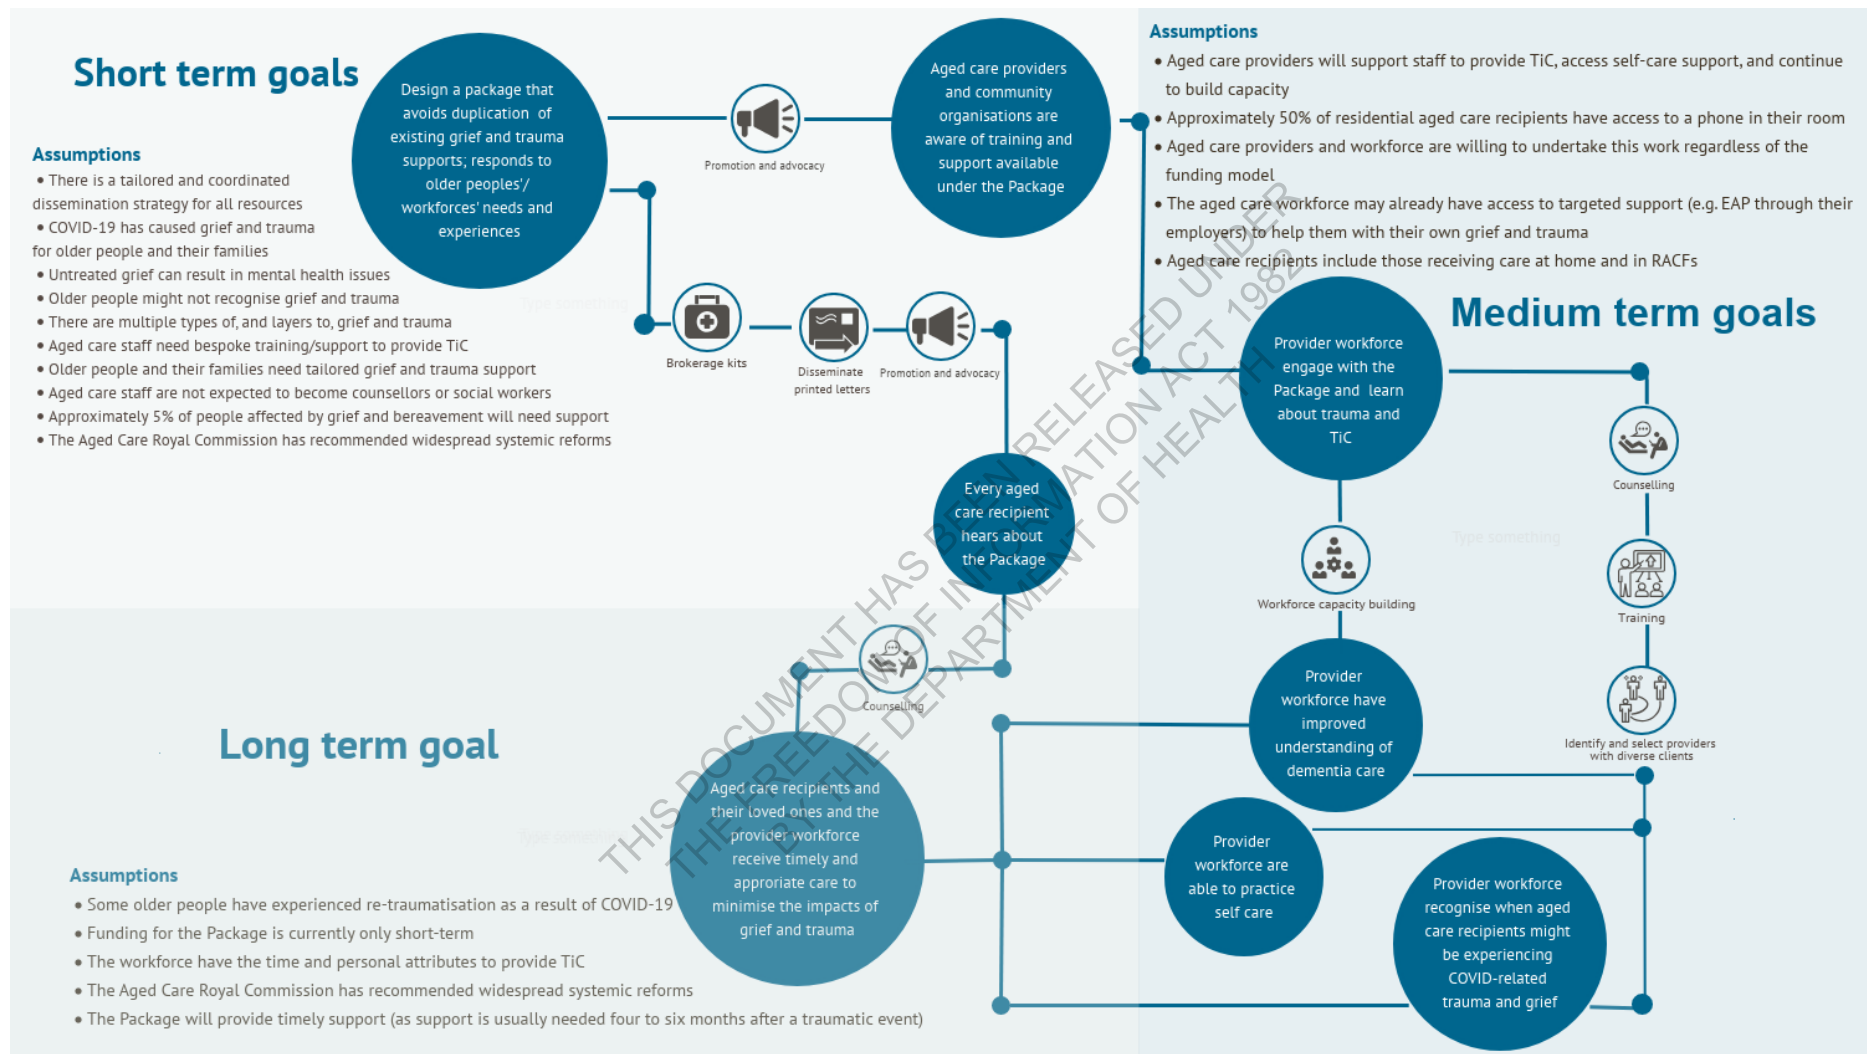 Short term goals
Assumptions
• There is a tailored and coordinated
dissemination strategy for all resources
• COVID-19 has caused grief and trauma
for older people and their families
• Untreated grief can result in mental health issues
• Older people might not recognise grief and trauma
• There are multiple types of, and layers to, grief and trauma
• Aged care staff need bespoke training/support to provide TiC
• Older people and their families need tailored grief and trauma support
• Aged care staff are not expected to become counsellors or social workers
• Approximately 5% of people affected by grief and bereavement will need support
• The Aged Care Royal Commission has recommended widespread systemic reforms
Design a package that
avoids duplication of
existing grief and trauma
supports; responds to
older peoples'/
workforces' needs and
experiences
Promotion and advocacy
Aged care providers
and community
organisations are
aware of training and
support available
under the Package
Type something
Brokerage kits
Disseminate
printed letters
Promotion and advocacy
Every aged
care recipient
hears about
the Package
Assumptions
• Aged care providers will support staff to provide TiC, access self-care support, and continue
to build capacity
• Approximately 50% of residential aged care recipients have access to a phone in their room
• Aged care providers and workforce are willing to undertake this work regardless of the
funding model
• The aged care workforce may already have access to targeted support (e.g. EAP through their
employers) to help them with their own grief and trauma
• Aged care recipients include those receiving care at home and in RACFs
Medium term goals
Provider workforce
engage with the
Package and learn
about trauma and
TiC
Counselling
Type something
Training
Workforce capacity building
Identify and select providers
with diverse clients
Provider
workforce have
improved
understanding of
dementia care
Provider
workforce are
able to practice
self care
Provider workforce
recognise when aged
care recipients might
be experiencing
COVID-related
trauma and grief
Long term goal
Counselling
Aged care recipients and
their loved ones and the
provider workforce
receive timely and
approriate care to
minimise the impacts of
grief and trauma
Type something
Assumptions
• Some older people have experienced re-traumatisation as a result of COVID-19
• Funding for the Package is currently only short-term
• The workforce have the time and personal attributes to provide TiC
• The Aged Care Royal Commission has recommended widespread systemic reforms
• The Package will provide timely support (as support is usually needed four to six months after a traumatic event)
THIS DOCUMENT HAS BEEN RELEASED UNDER
THE FREEDOM OF INFORMATION ACT 1982
BY THE DEPARTMENT OF HEALTH